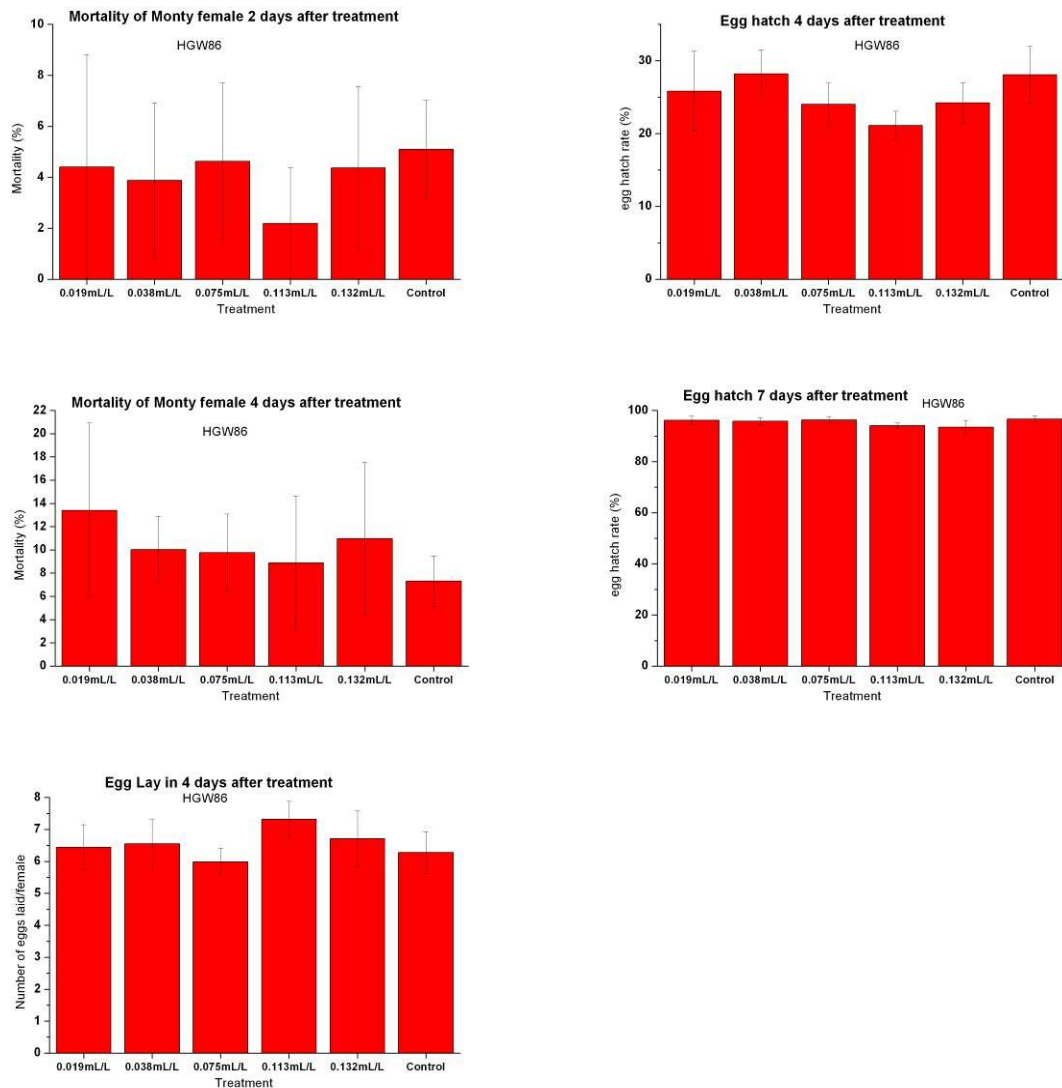 Mortality of Monty female 2 days after treatment
HGW86
10
8
6
4
2
0
Mortality (%)
0.019mL/L 0.038mL/L 0.075mL/L 0.113mL/L 0.132mL/L Control
Treatment
Egg hatch 4 days after treatment
HGW86
30
20
10
0
egg hatch rate (%)
0.019mL/L 0.038mL/L 0.075mL/L 0.113mL/L 0.132mL/L Control
Treatment
Mortality of Monty female 4 days after treatment
HGW86
22
20
18
16
14
12
10
8
6
4
2
0
Mortality (%)
0.019mL/L 0.038mL/L 0.075mL/L 0.113mL/L 0.132mL/L Control
Treatment
Egg hatch 7 days after treatment
HGW86
100
80
60
40
20
0
egg hatch rate (%)
0.019mL/L 0.038mL/L 0.075mL/L 0.113mL/L 0.132mL/L Control
Treatment
Egg Lay in 4 days after treatment
HGW86
8
7
6
5
4
3
2
1
0
Number of eggs laid/female
0.019mL/L 0.038mL/L 0.075mL/L 0.113mL/L 0.132mL/L Control
Treatment